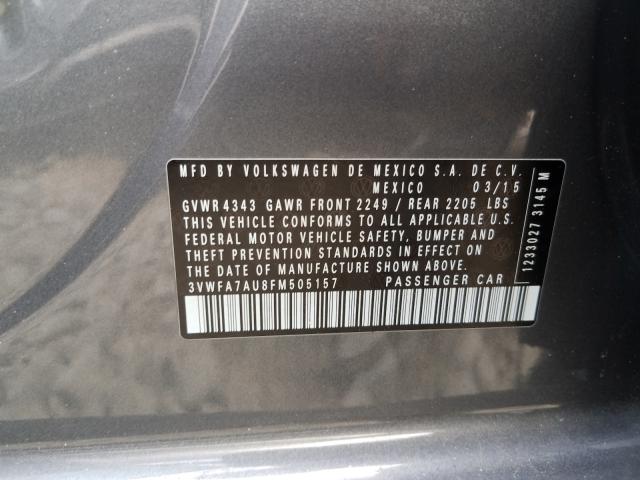 MFD BY VOLKSWAGEN DE MEXICO S.A. DE C.V.
MEXICO 03/15
GVWR 4343 GAWR FRONT 2249 / REAR 2205 LBS
THIS VEHICLE CONFORMS TO ALL APPLICABLE U.S.
FEDERAL MOTOR VEHICLE SAFETY, BUMPER AND
THEFT PREVENTION STANDARDS IN EFFECT ON
THE DATE OF MANUFACTURE SHOWN ABOVE.
3VWFA7AU8FM505157 PASSENGER CAR
1233027 3145 M